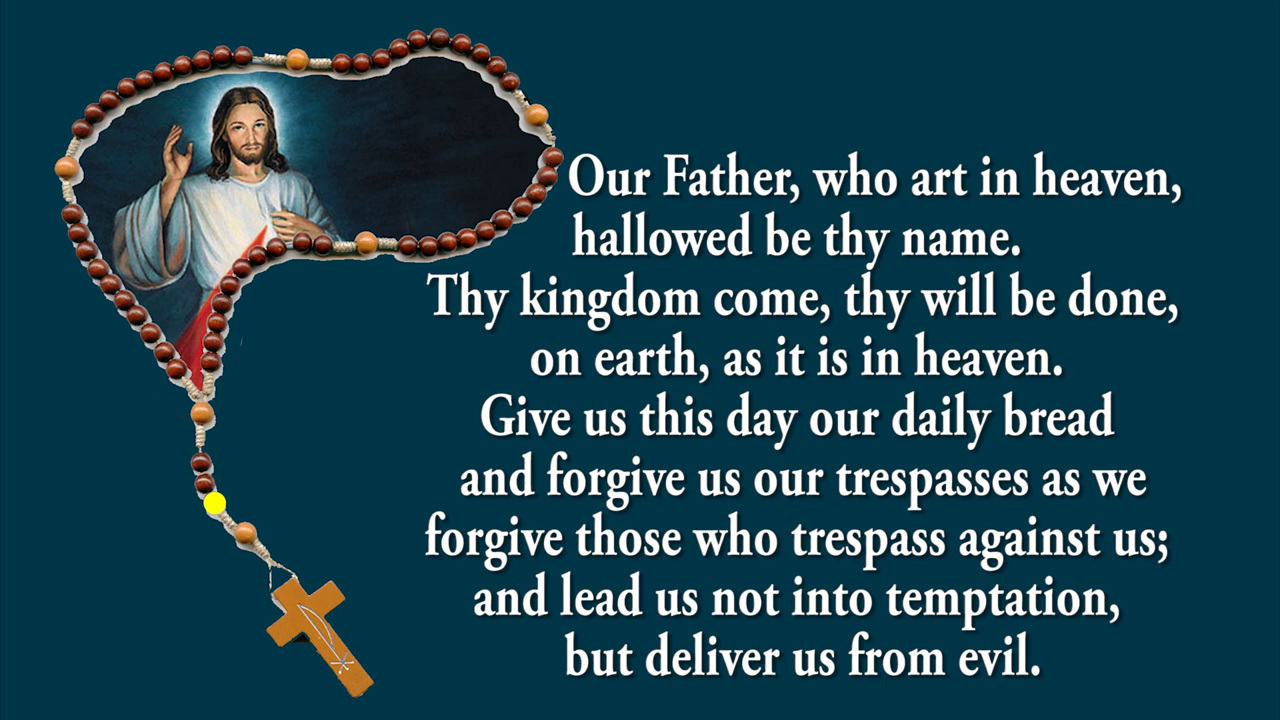 Our Father, who art in heaven,
hallowed be thy name.
Thy kingdom come, thy will be done,
on earth, as it is in heaven.
Give us this day our daily bread
and forgive us our trespasses as we
forgive those who trespass against us;
and lead us not into temptation,
but deliver us from evil.